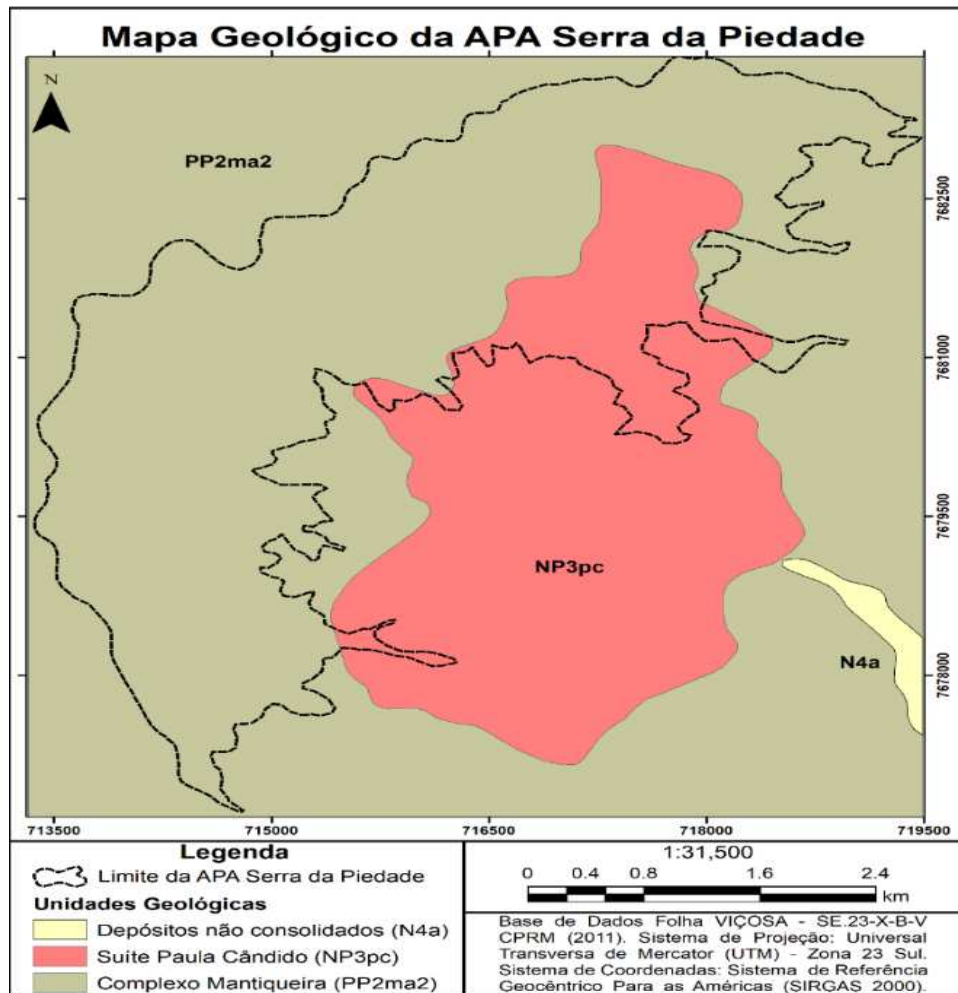 Mapa Geológico da APA Serra da Piedade
N
PP2ma2
7682500
7681000
7679500
NP3pc
7678000
N4a
713500 715000 716500 718000 719500
Legenda
Limite da APA Serra da Piedade
Unidades Geológicas
Depósitos não consolidados (N4a)
Suíte Paula Cândido (NP3pc)
Complexo Mantiqueira (PP2ma2)
1:31,500
0 0.4 0.8 1.6 2.4
km
Base de Dados Folha VIÇOSA - SE.23-X-B-V
CPRM (2011). Sistema de Projeção: Universal
Transversa de Mercator (UTM) - Zona 23 Sul.
Sistema de Coordenadas: Sistema de Referência
Geocêntrico Para as Américas (SIRGAS 2000).